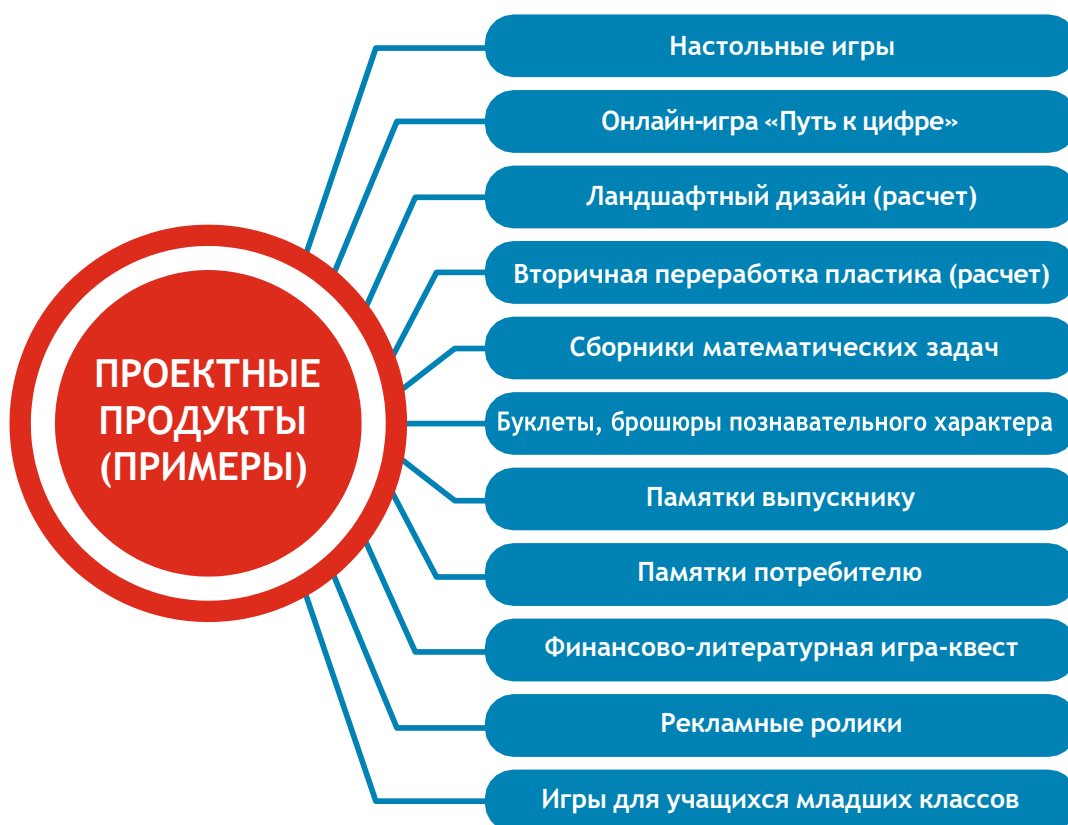 ПРОЕКТНЫЕ
ПРОДУКТЫ
(ПРИМЕРЫ)
Настольные игры
Онлайн-игра «Путь к цифре»
Ландшафтный дизайн (расчет)
Вторичная переработка пластика (расчет)
Сборники математических задач
Буклеты, брошюры познавательного характера
Памятки выпускнику
Памятки потребителю
Финансово-литературная игра-квест
Рекламные ролики
Игры для учащихся младших классов